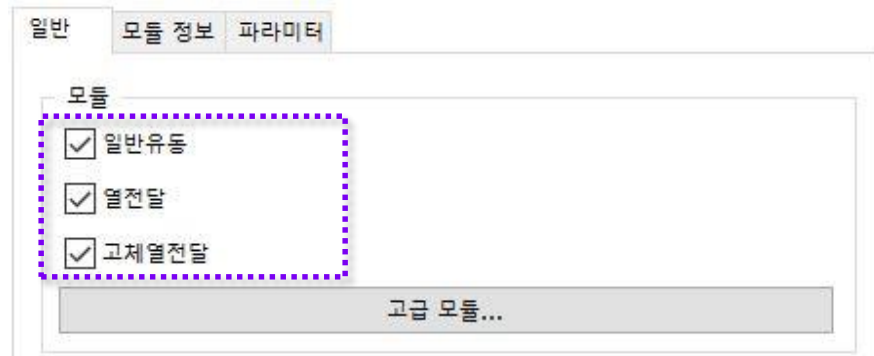 일반 모듈 정보 파라미터
모듈
일반유동
열전달
고체열전달
고급 모듈...